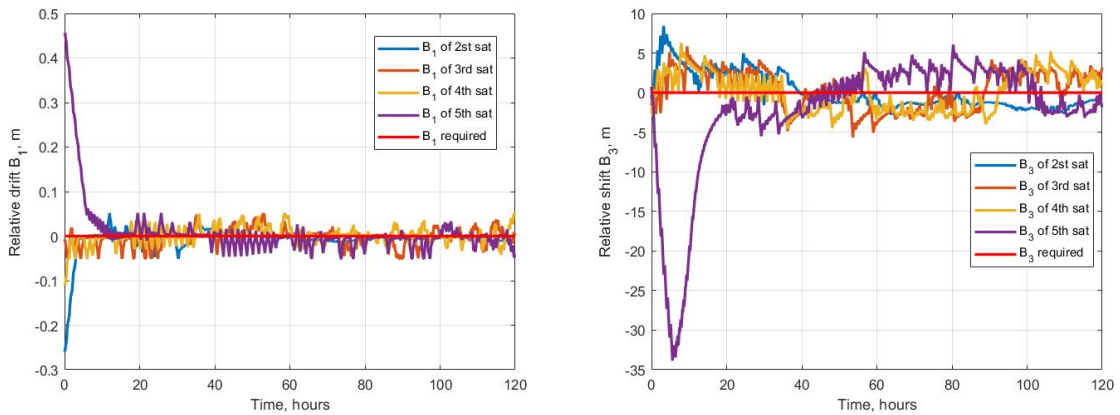 0.5
0.4
0.3
0.2
0.1
0
-0.1
-0.2
-0.3
0 20 40 60 80 100 120
Relative drift B1, m
Time, hours
B1 of 2st sat
B1 of 3rd sat
B1 of 4th sat
B1 of 5th sat
B1 required
10
5
0
-5
-10
-15
-20
-25
-30
-35
0 20 40 60 80 100 120
Relative shift B3, m
Time, hours
B3 of 2st sat
B3 of 3rd sat
B3 of 4th sat
B3 of 5th sat
B3 required